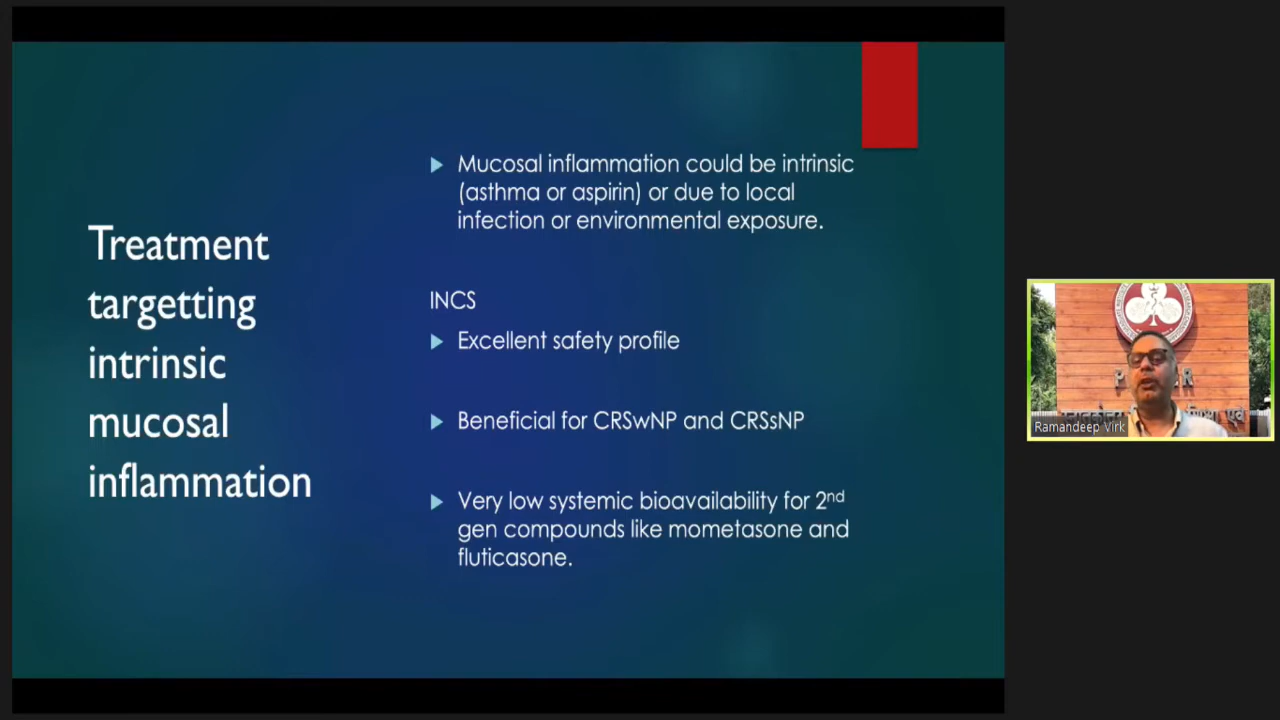 Treatment
targetting
intrinsic
mucosal
inflammation
Mucosal inflammation could be intrinsic
(asthma or aspirin) or due to local
infection or environmental exposure.
INCS
Excellent safety profile
Beneficial for CRSwNP and CRSsNP
Very low systemic bioavailability for 2nd
gen compounds like mometasone and
fluticasone.
Ramandeep Virk